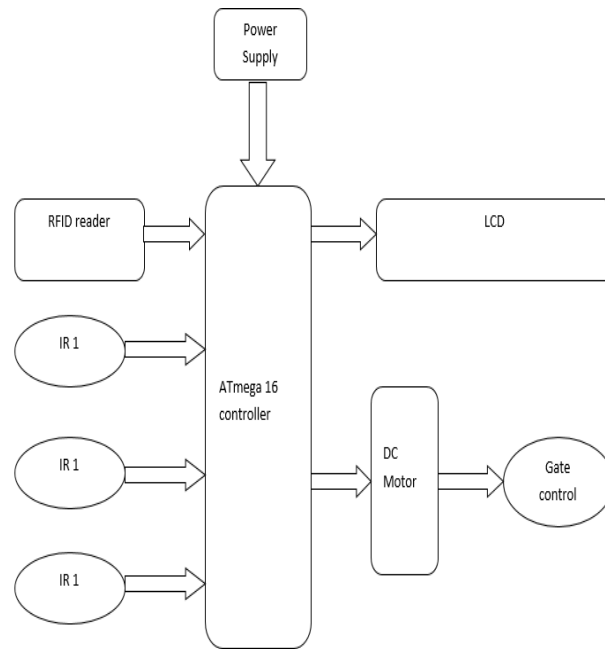 Power
Supply
RFID reader
LCD
IR 1
ATmega 16
controller
IR 1
DC
Motor
Gate
control
IR 1